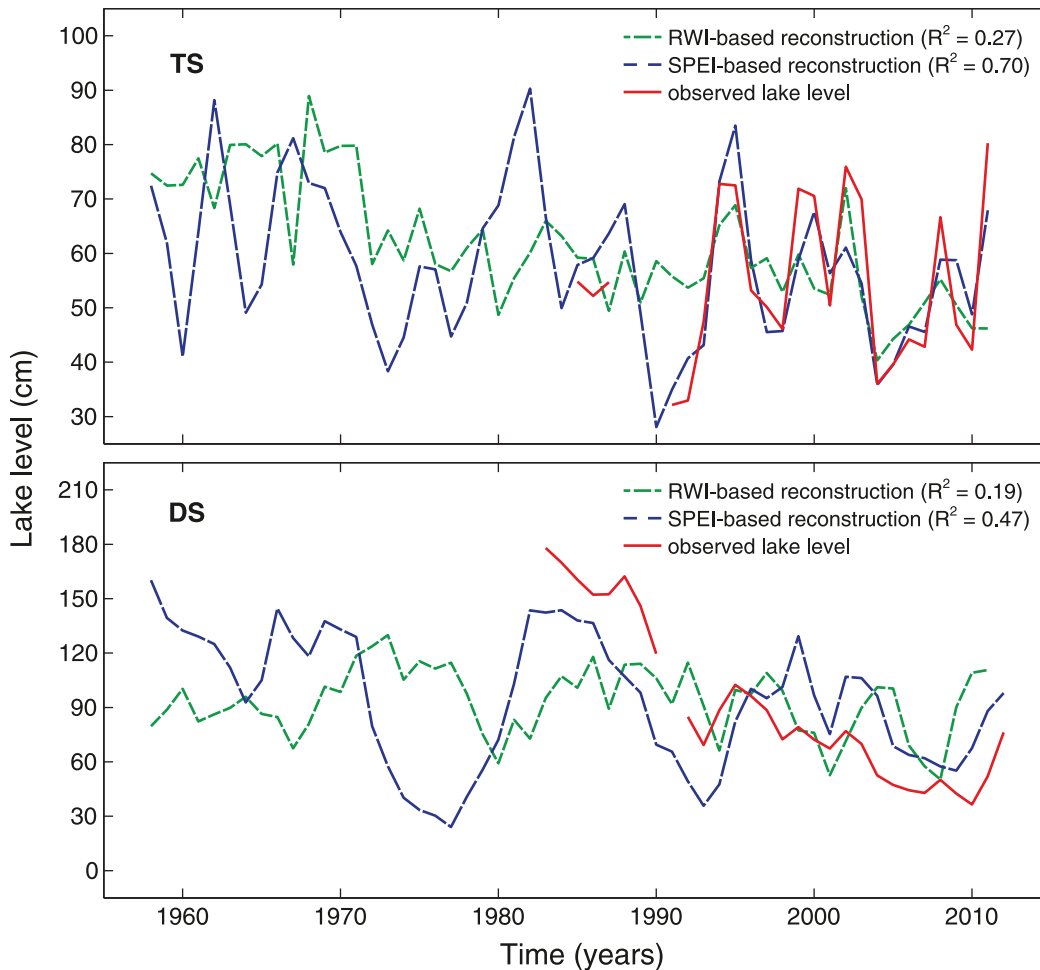 TS
RWI-based reconstruction (R² = 0.27)
SPEI-based reconstruction (R² = 0.70)
observed lake level
100
90
80
70
60
50
40
30
Lake level (cm)
DS
RWI-based reconstruction (R² = 0.19)
SPEI-based reconstruction (R² = 0.47)
observed lake level
210
180
150
120
90
60
30
0
1960 1970 1980 1990 2000 2010
Time (years)